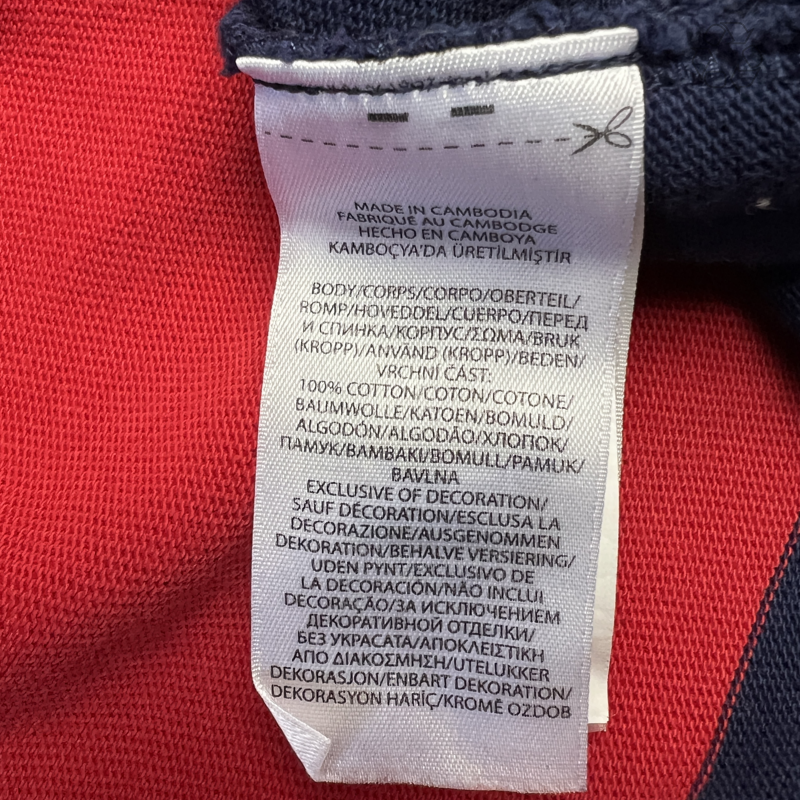 MADE IN CAMBODIA
FABRIQUÉ AU CAMBODGE
HECHO EN CAMBOYA
KAMBOÇYA'DA ÜRETİLMİŞTİR
BODY/CORPS/CORPO/OBERTEIL/
ROMP/HOVEDDEL/CUERPO/ПЕРЕД
И СПИНКА/КОРПУС/ΣΩΜΑ/BRUK
(KROPP)/ANVÄND (KROPP)/BEDEN/
VRCHNÍ CÁST:
100% COTTON/COTON/COTONE/
BAUMWOLLE/KATOEN/BOMULD/
ALGODÓN/ALGODÃO/ХЛОПОК/
ПАМУК/ΒΑΜΒΑΚΙ/BOMULL/PAMUK/
BAVLNA
EXCLUSIVE OF DECORATION/
SAUF DÉCORATION/ESCLUSA LA
DECORAZIONE/AUSGENOMMEN
DEKORATION/BEHALVE VERSIERING/
UDEN PYNT/EXCLUSIVO DE
LA DECORACIÓN/NÃO INCLUI
DECORAÇÃO/ЗА ИСКЛЮЧЕНИЕМ
ДЕКОРАТИВНОЙ ОТДЕЛКИ/
БЕЗ УКРАСАТА/ΑΠΟΚΛΕΙΣΤΙΚΗ
ΑΠΟ ΔΙΑΚΟΣΜΗΣΗ/UTELUKKER
DEKORASJON/ENBART DEKORATION/
DEKORASYON HARİÇ/KROMĚ OZDOB